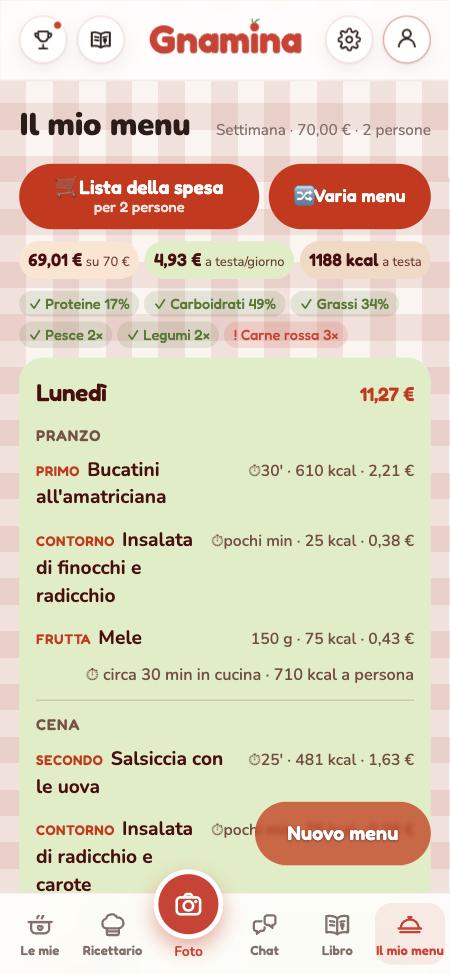 Gnamina
Il mio menu
Settimana · 70,00 € · 2 persone
🛒Lista della spesa
per 2 persone
🔀Varia menu
69,01 € su 70 €
4,93 € a testa/giorno
1188 kcal a testa
✓ Proteine 17%
✓ Carboidrati 49%
✓ Grassi 34%
✓ Pesce 2×
✓ Legumi 2×
! Carne rossa 3×
Lunedì
11,27 €
PRANZO
PRIMO Bucatini
all'amatriciana
⏱30' · 610 kcal · 2,21 €
CONTORNO Insalata
di finocchi e
radicchio
⏱pochi min · 25 kcal · 0,38 €
FRUTTA Mele
150 g · 75 kcal · 0,43 €
⏱ circa 30 min in cucina · 710 kcal a persona
CENA
SECONDO Salsiccia con
le uova
⏱25' · 481 kcal · 1,63 €
CONTORNO Insalata
di radicchio e
carote
Nuovo menu
Le mie
Ricettario
Foto
Chat
Libro
Il mio menu